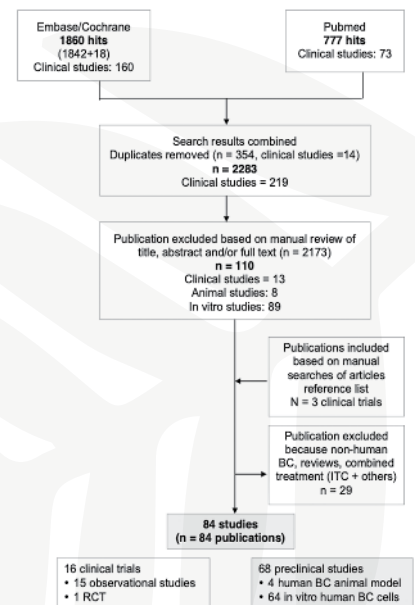 Embase/Cochrane
1860 hits
(1842+18)
Clinical studies: 160
Pubmed
777 hits
Clinical studies: 73
Search results combined
Duplicates removed (n = 354, clinical studies =14)
n = 2283
Clinical studies = 219
Publication excluded based on manual review of
title, abstract and/or full text (n = 2173)
n = 110
Clinical studies = 13
Animal studies: 8
In vitro studies: 89
Publications included
based on manual
searches of articles
reference list
N = 3 clinical trials
Publication excluded
because non-human
BC, reviews, combined
treatment (ITC + others)
n = 29
84 studies
(n = 84 publications)
16 clinical trials
• 15 observational studies
• 1 RCT
68 preclinical studies
• 4 human BC animal model
• 64 in vitro human BC cells